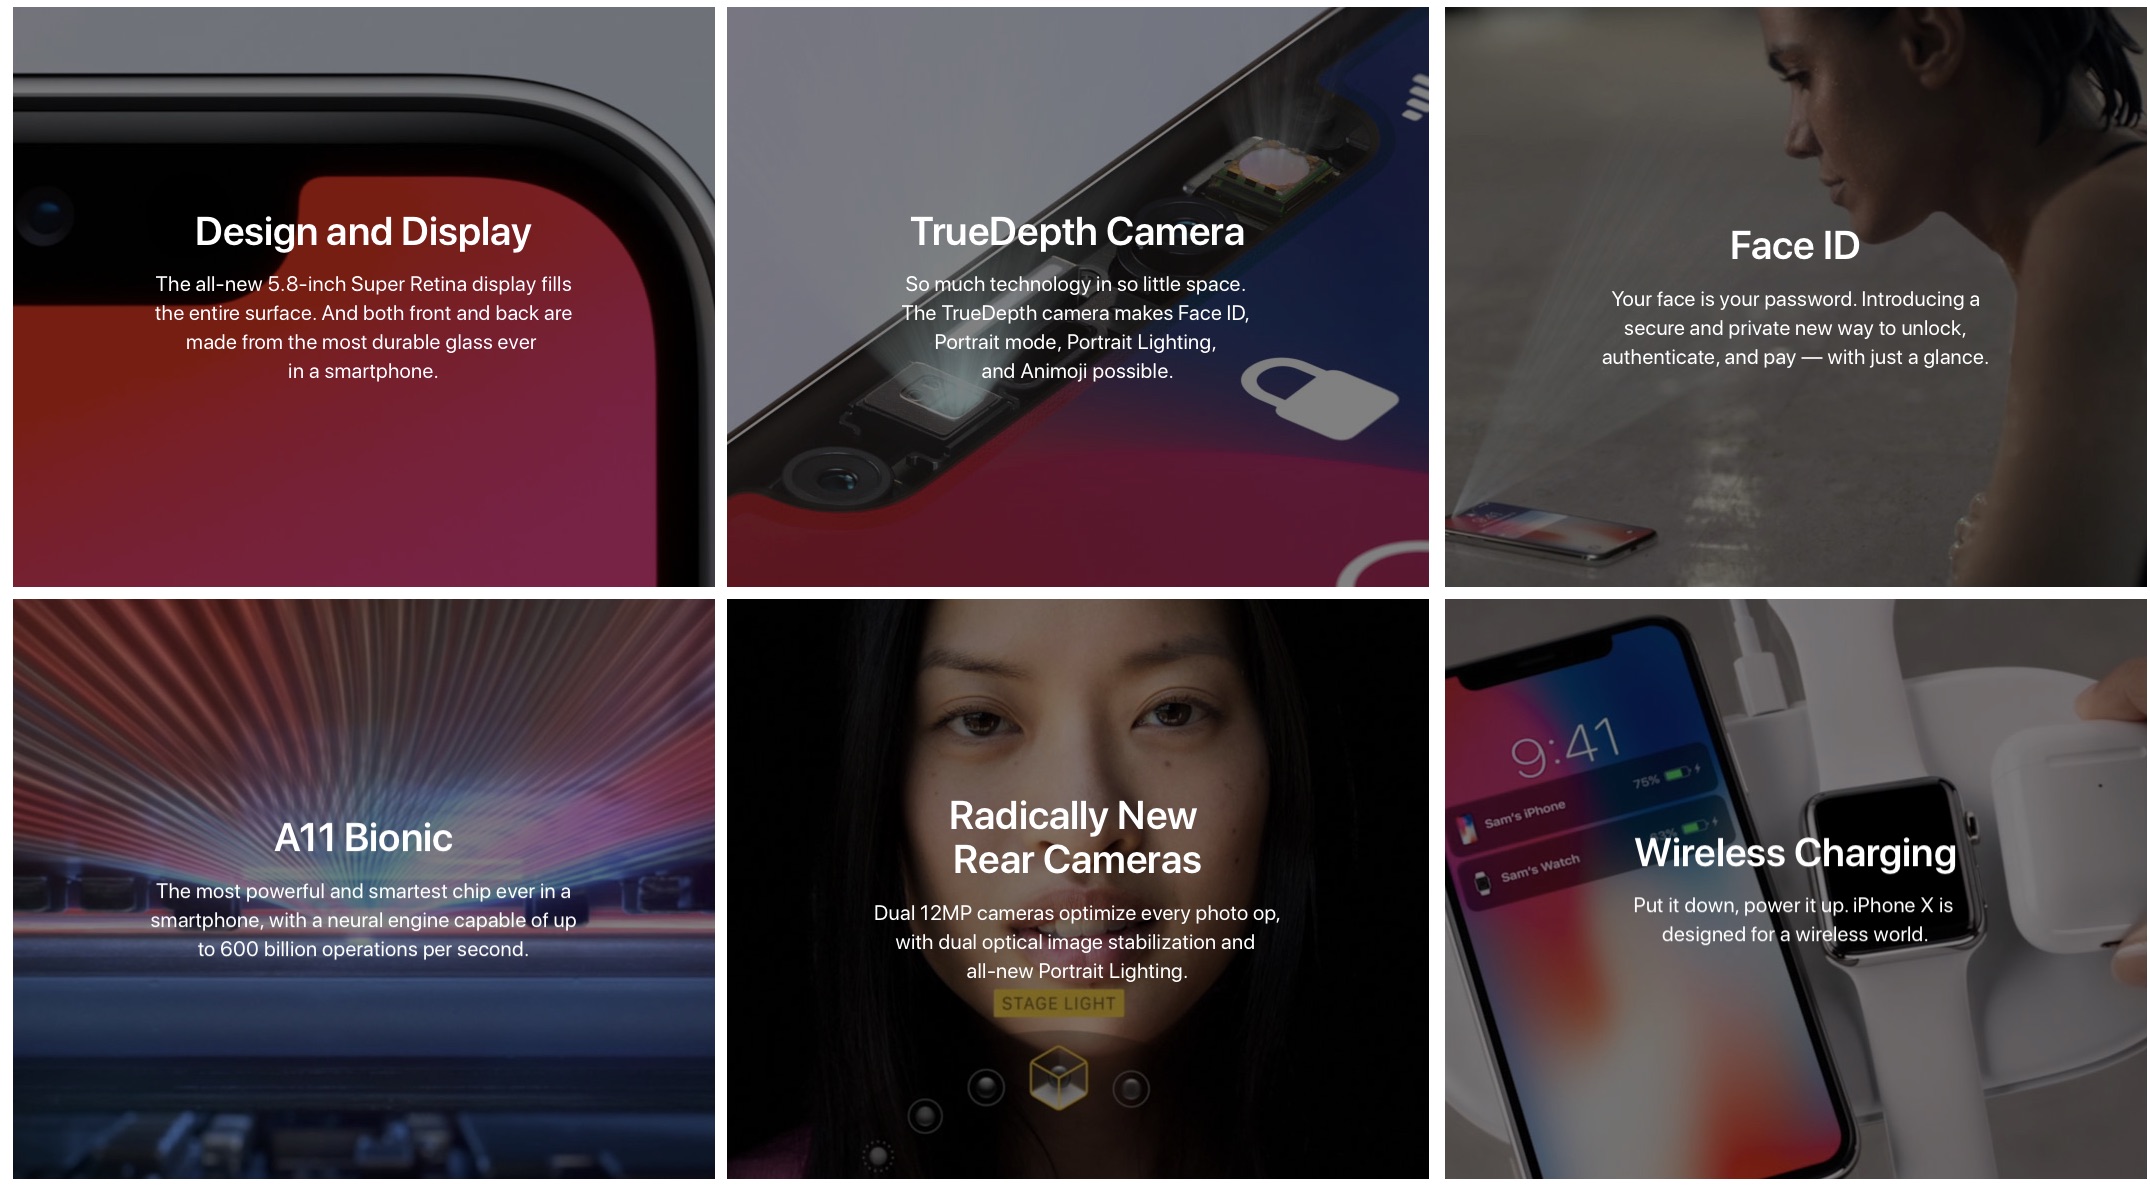 Design and Display
The all-new 5.8-inch Super Retina display fills
the entire surface. And both front and back are
made from the most durable glass ever
in a smartphone.
TrueDepth Camera
So much technology in so little space.
The TrueDepth camera makes Face ID,
Portrait mode, Portrait Lighting,
and Animoji possible.
Face ID
Your face is your password. Introducing a
secure and private new way to unlock,
authenticate, and pay — with just a glance.
A11 Bionic
The most powerful and smartest chip ever in a
smartphone, with a neural engine capable of up
to 600 billion operations per second.
Radically New
Rear Cameras
Dual 12MP cameras optimize every photo op,
with dual optical image stabilization and
all-new Portrait Lighting.
STAGE LIGHT
9:41
75%
Sam's iPhone
Sam's Watch
Wireless Charging
Put it down, power it up. iPhone X is
designed for a wireless world.